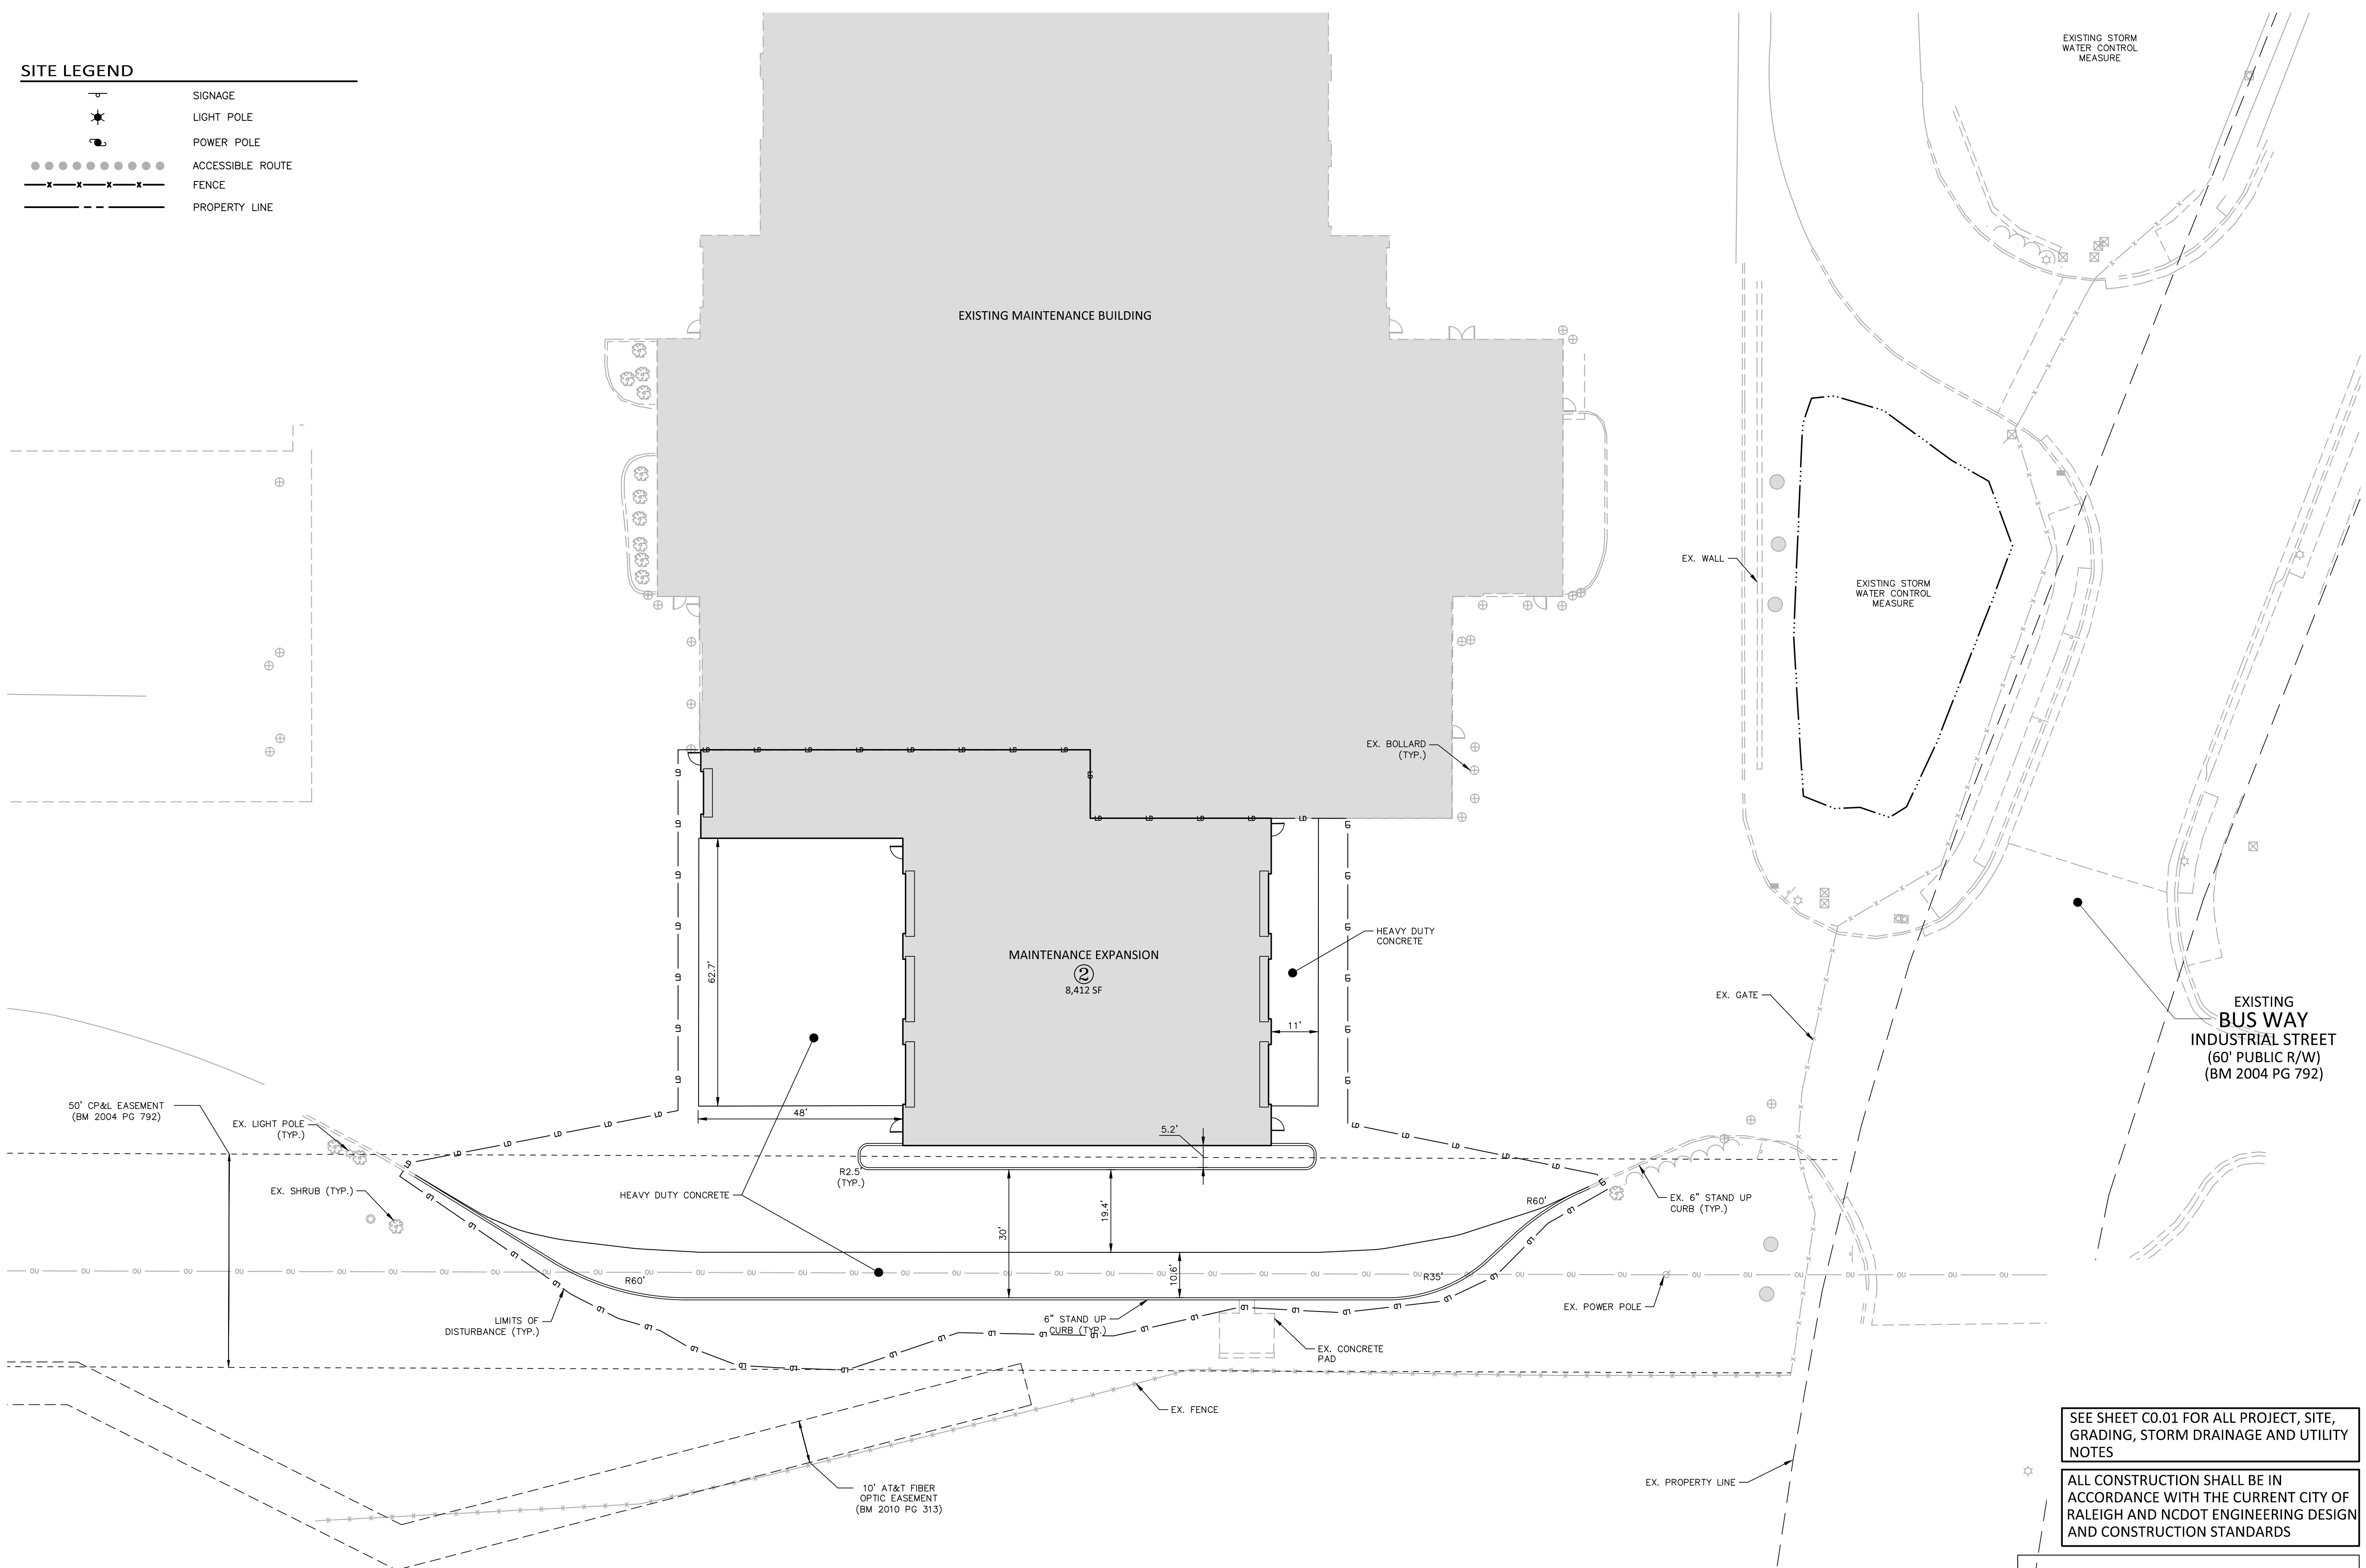 SITE LEGEND
SIGNAGE
LIGHT POLE
POWER POLE
ACCESSIBLE ROUTE
FENCE
PROPERTY LINE
EXISTING STORM
WATER CONTROL
MEASURE
EXISTING MAINTENANCE BUILDING
EX. WALL
EXISTING STORM
WATER CONTROL
MEASURE
EX. BOLLARD
(TYP.)
62.7'
MAINTENANCE EXPANSION
2
8,412 SF
HEAVY DUTY
CONCRETE
11'
EX. GATE
EXISTING
BUS WAY
INDUSTRIAL STREET
(60' PUBLIC R/W)
(BM 2004 PG 792)
50' CP&L EASEMENT
(BM 2004 PG 792)
EX. LIGHT POLE
(TYP.)
48'
5.2'
R2.5'
(TYP.)
EX. SHRUB (TYP.)
HEAVY DUTY CONCRETE
R60'
EX. 6" STAND UP
CURB (TYP.)
30'
19.4'
10.6'
R60'
R35'
LIMITS OF
DISTURBANCE (TYP.)
6" STAND UP
CURB (TYP.)
EX. POWER POLE
EX. CONCRETE
PAD
EX. FENCE
10' AT&T FIBER
OPTIC EASEMENT
(BM 2010 PG 313)
EX. PROPERTY LINE
SEE SHEET C0.01 FOR ALL PROJECT, SITE,
GRADING, STORM DRAINAGE AND UTILITY
NOTES
ALL CONSTRUCTION SHALL BE IN
ACCORDANCE WITH THE CURRENT CITY OF
RALEIGH AND NCDOT ENGINEERING DESIGN
AND CONSTRUCTION STANDARDS